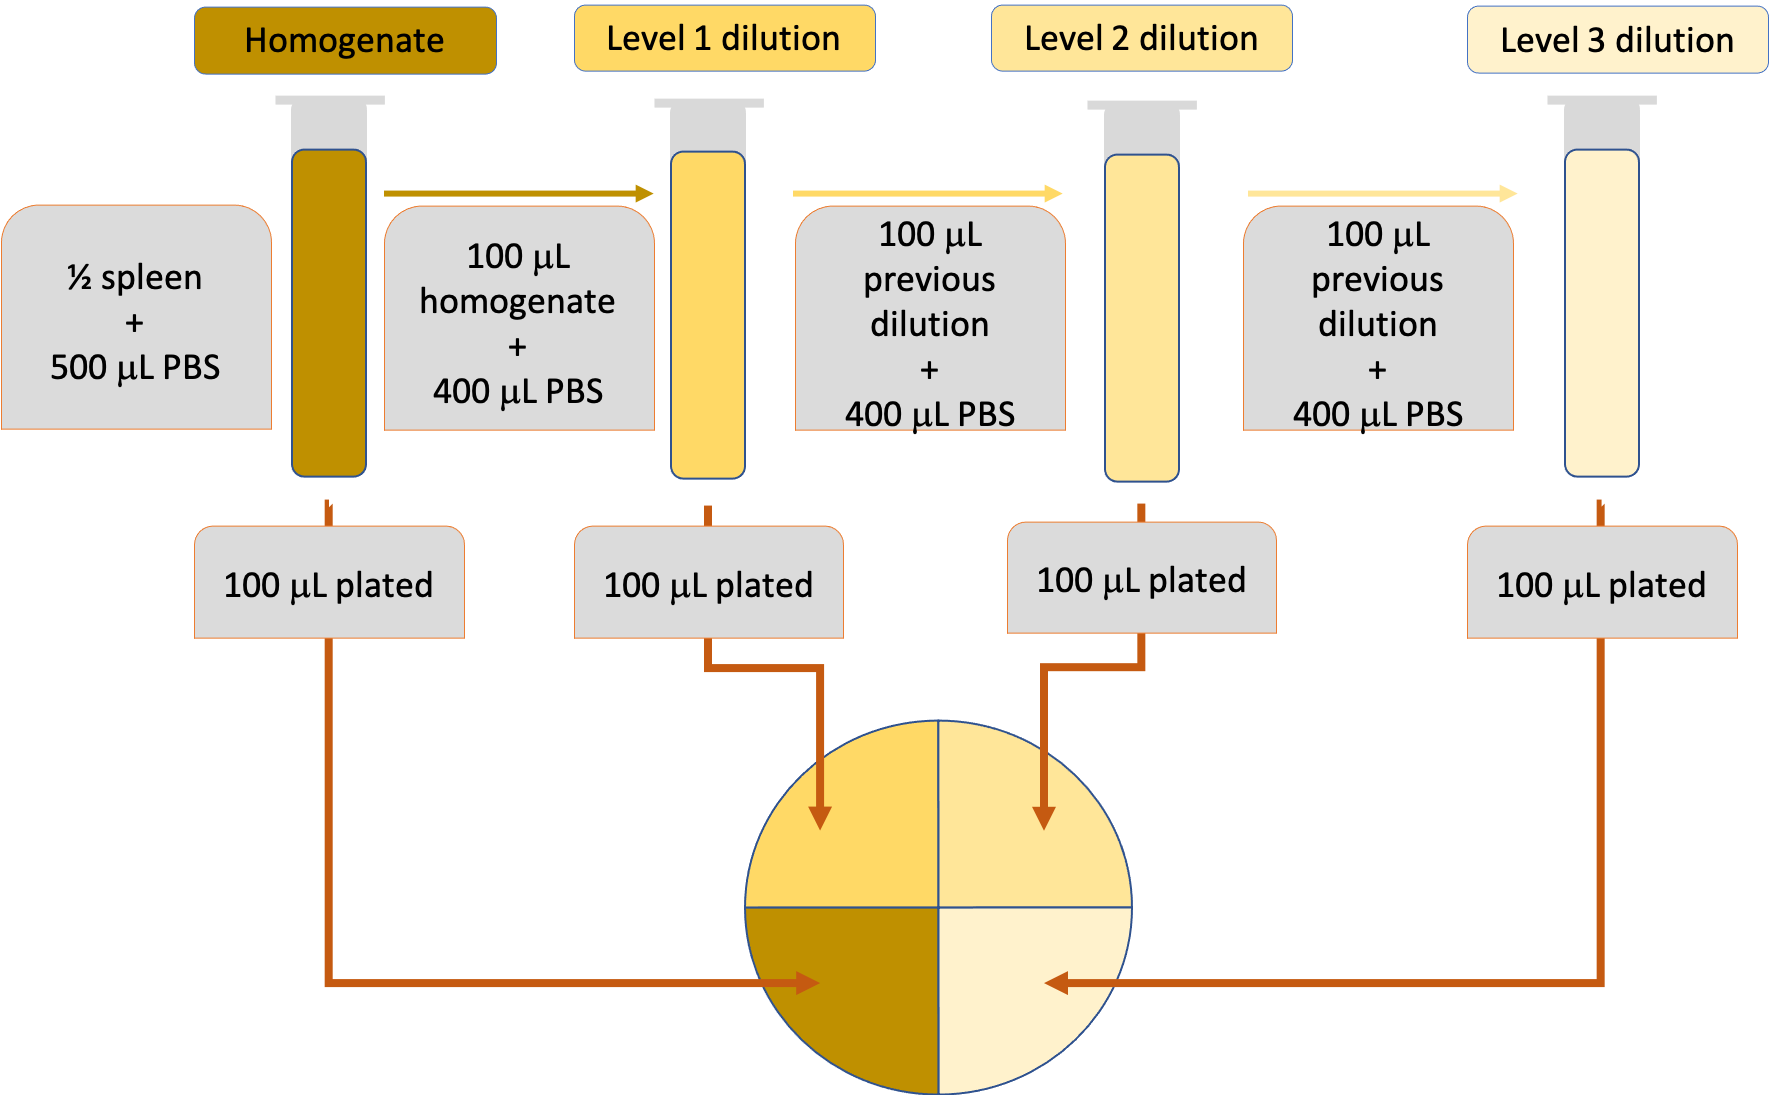 Homogenate
Level 1 dilution
Level 2 dilution
Level 3 dilution
½ spleen
+
500 μL PBS
100 μL
homogenate
+
400 μL PBS
100 μL
previous
dilution
+
400 μL PBS
100 μL
previous
dilution
+
400 μL PBS
100 μL plated
100 μL plated
100 μL plated
100 μL plated